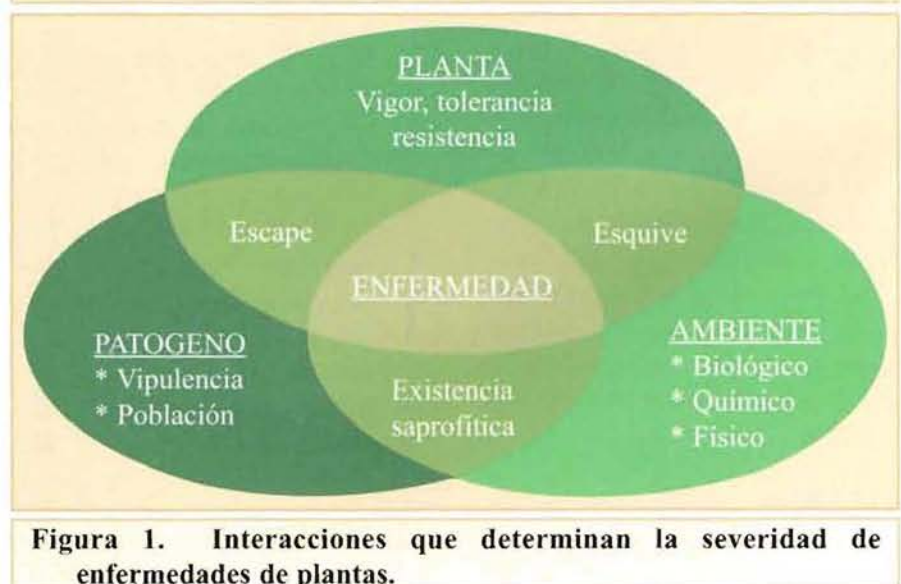 PLANTA
Vigor, tolerancia
resistencia
Escape
Esquive
ENFERMEDAD
PATOGENO
* Vipulencia
* Población
AMBIENTE
* Biológico
* Químico
* Físico
Existencia
saprofítica
Figura 1. Interacciones que determinan la severidad de
enfermedades de plantas.